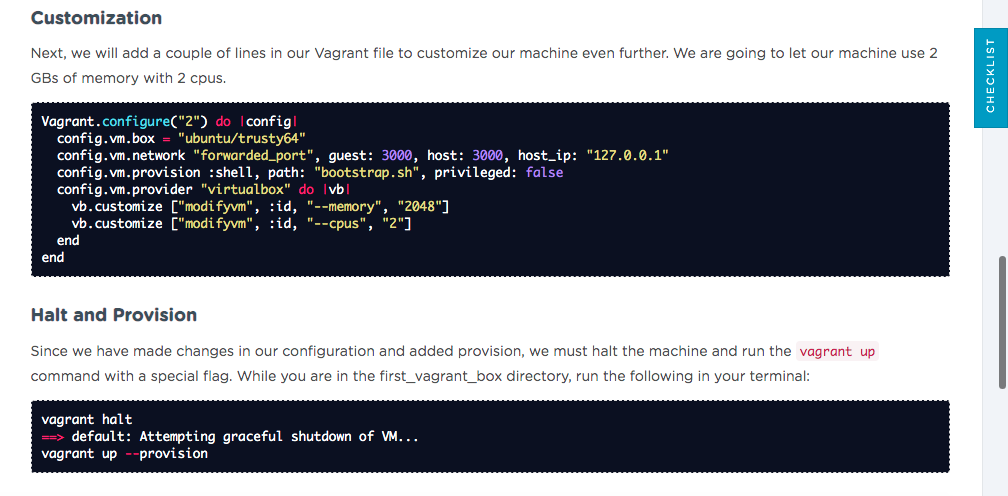 Customization
Next, we will add a couple of lines in our Vagrant file to customize our machine even further. We are going to let our machine use 2
GBs of memory with 2 cpus.
CHECKLIST
Vagrant.configure("2") do |config|
  config.vm.box = "ubuntu/trusty64"
  config.vm.network "forwarded_port", guest: 3000, host: 3000, host_ip: "127.0.0.1"
  config.vm.provision :shell, path: "bootstrap.sh", privileged: false
  config.vm.provider "virtualbox" do |vb|
    vb.customize ["modifyvm", :id, "--memory", "2048"]
    vb.customize ["modifyvm", :id, "--cpus", "2"]
  end
end
Halt and Provision
Since we have made changes in our configuration and added provision, we must halt the machine and run the vagrant up
command with a special flag. While you are in the first_vagrant_box directory, run the following in your terminal:
vagrant halt
==> default: Attempting graceful shutdown of VM...
vagrant up --provision